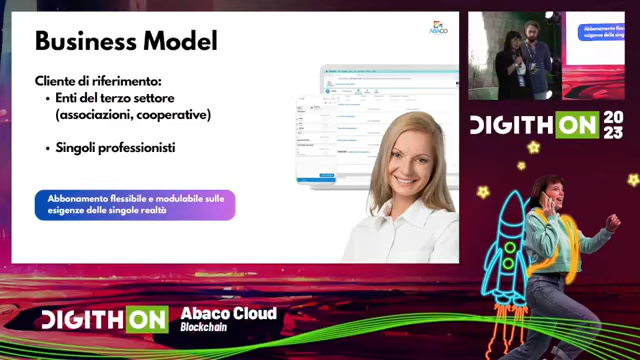 Business Model
ABACO
Cliente di riferimento:
• Enti del terzo settore
(associazioni, cooperative)
• Singoli professionisti
Abbonamento flessibile e modulabile sulle
esigenze delle singole realtà
DIGITHON
2023
DIGITHON
Abaco Cloud
Blockchain